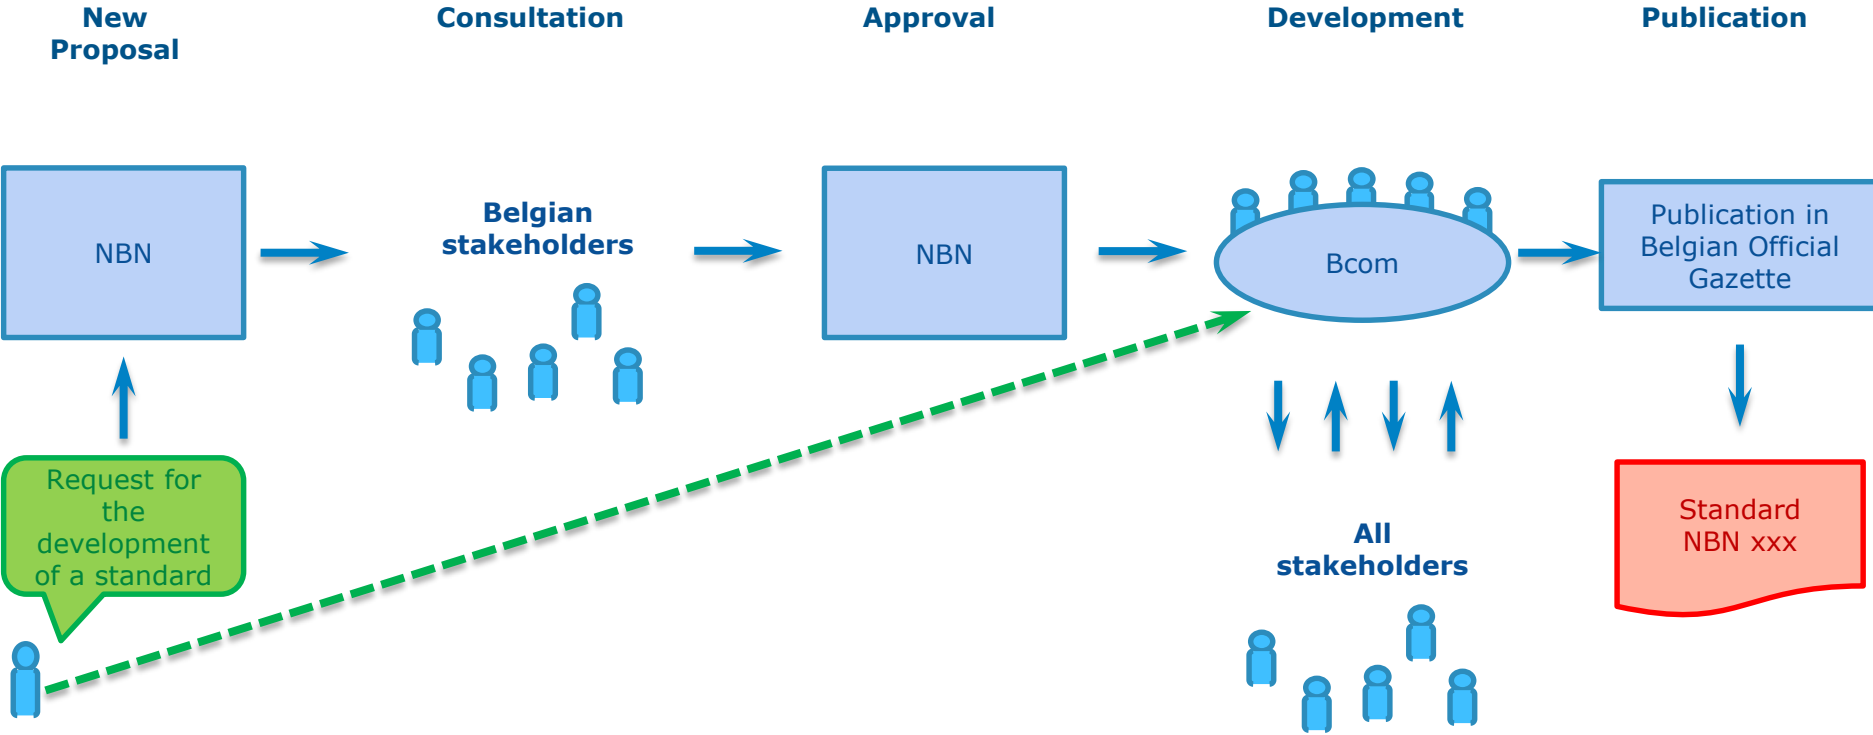 New
Proposal
Consultation
Approval
Development
Publication
NBN
Belgian
stakeholders
NBN
Bcom
Publication in
Belgian Official
Gazette
Request for
the
development
of a standard
All
stakeholders
Standard
NBN xxx